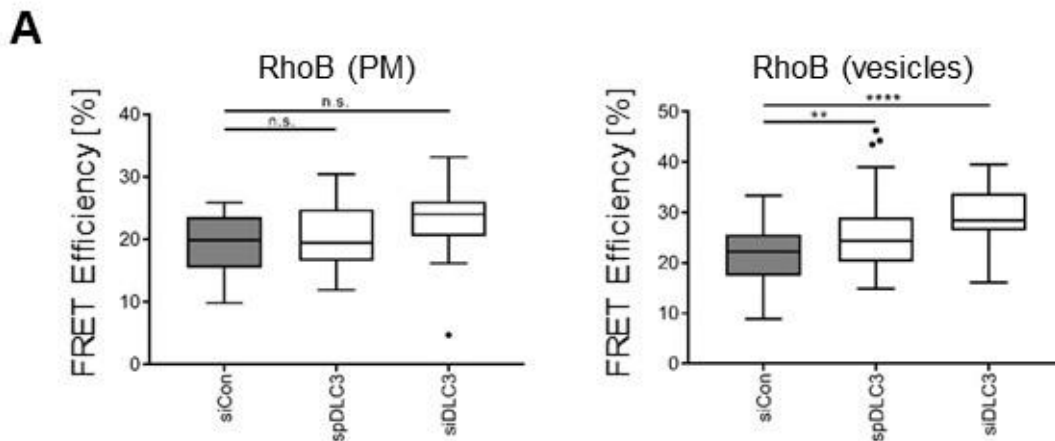 A
RhoB (PM)
FRET Efficiency [%]
40
30
20
10
0
n.s.
n.s.
siCon
spDLC3
siDLC3
RhoB (vesicles)
FRET Efficiency [%]
50
40
30
20
10
0
****
**
siCon
spDLC3
siDLC3